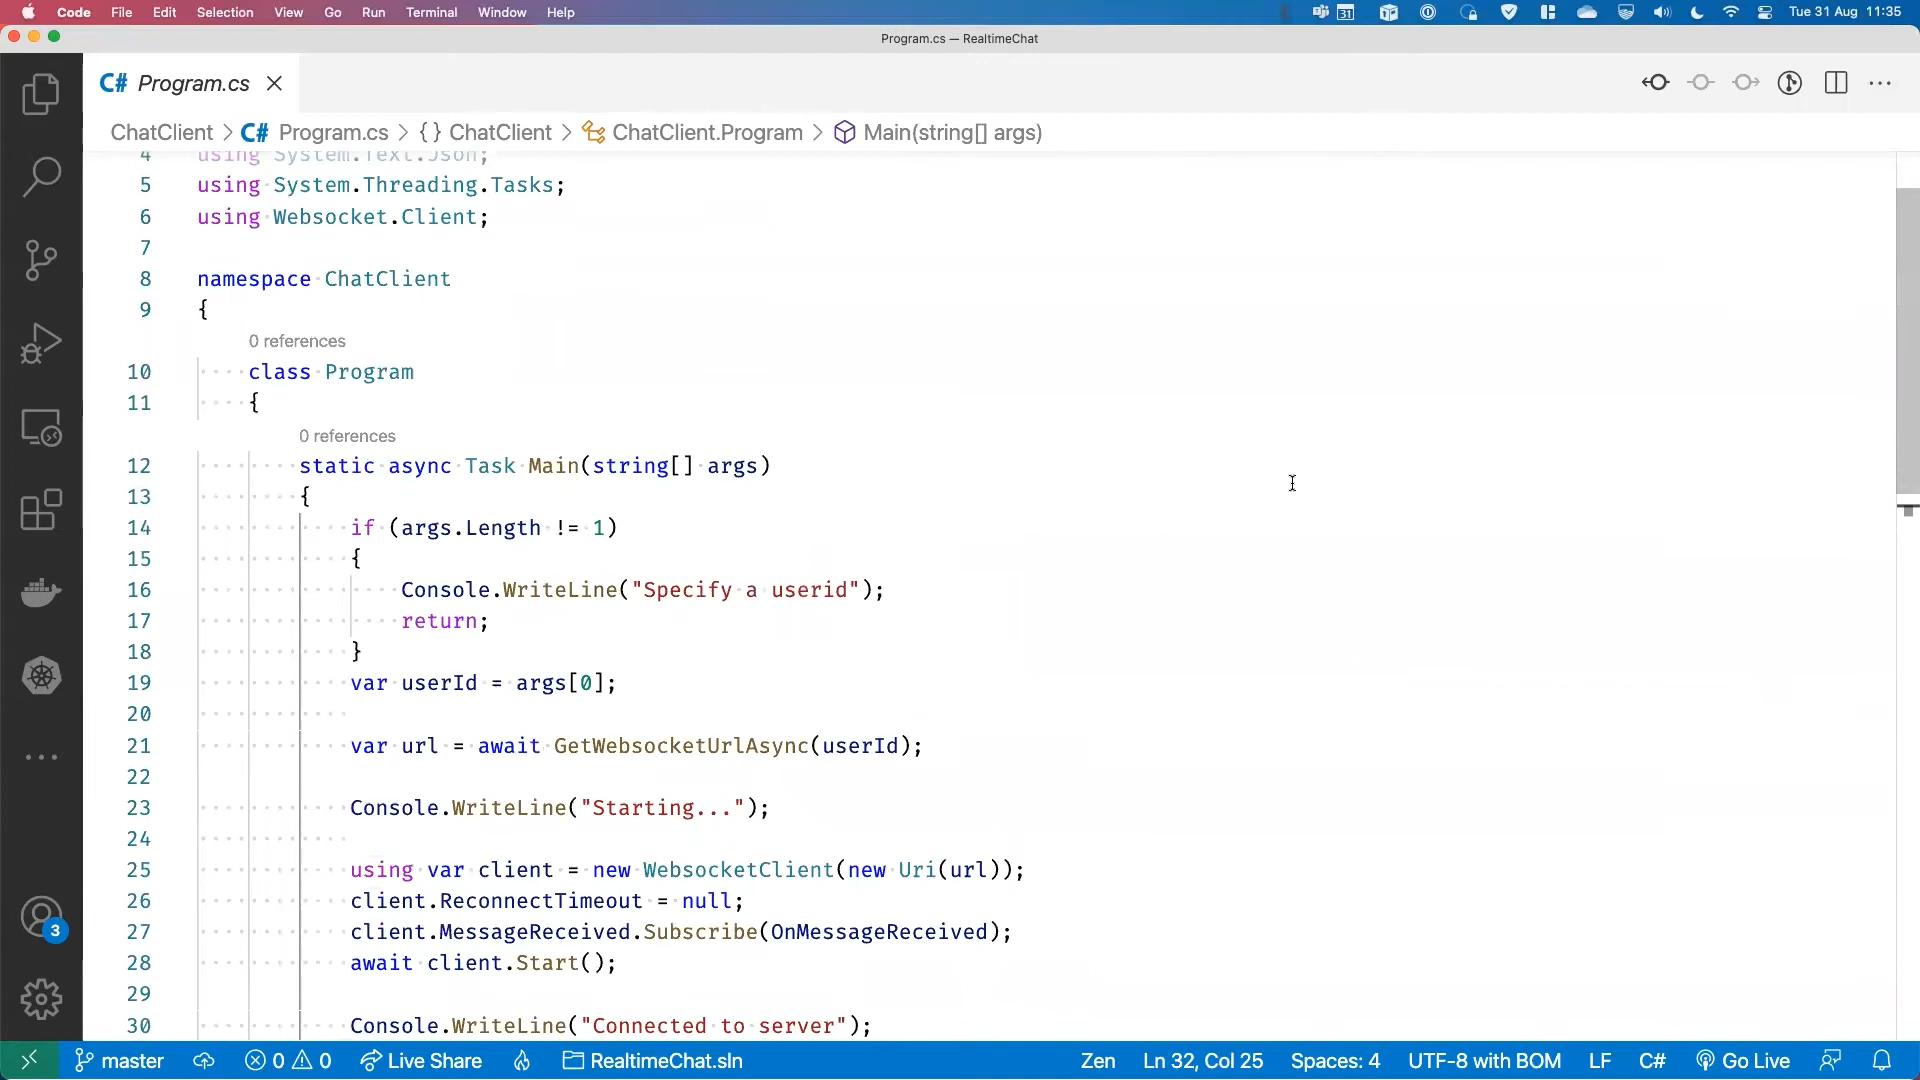 Code File Edit Selection View Go Run Terminal Window Help 31 Tue 31 Aug 11:35
Program.cs — RealtimeChat
C# Program.cs
ChatClient > C# Program.cs > {} ChatClient > ChatClient.Program > Main(string[] args)
4 using System.Text.Json;
5 using System.Threading.Tasks;
6 using Websocket.Client;
7
8 namespace ChatClient
9 {
0 references
10 class Program
11 {
0 references
12 static async Task Main(string[] args)
13 {
14 if (args.Length != 1)
15 {
16 Console.WriteLine("Specify a userid");
17 return;
18 }
19 var userId = args[0];
20
21 var url = await GetWebsocketUrlAsync(userId);
22
23 Console.WriteLine("Starting...");
24
25 using var client = new WebsocketClient(new Uri(url));
26 client.ReconnectTimeout = null;
27 client.MessageReceived.Subscribe(OnMessageReceived);
28 await client.Start();
29
30 Console.WriteLine("Connected to server");
3
master 0 0 Live Share RealtimeChat.sln Zen Ln 32, Col 25 Spaces: 4 UTF-8 with BOM LF C# Go Live